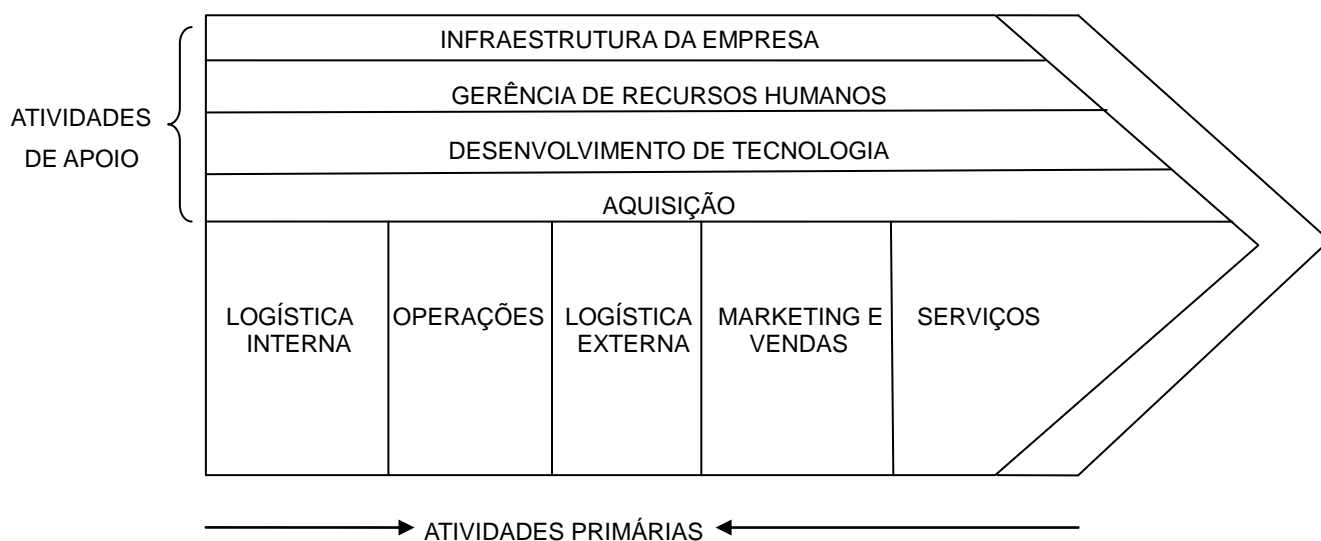 INFRAESTRUTURA DA EMPRESA
GERÊNCIA DE RECURSOS HUMANOS
DESENVOLVIMENTO DE TECNOLOGIA
AQUISIÇÃO
ATIVIDADES
DE APOIO
LOGÍSTICA
INTERNA
OPERAÇÕES
LOGÍSTICA
EXTERNA
MARKETING E
VENDAS
SERVIÇOS
ATIVIDADES PRIMÁRIAS